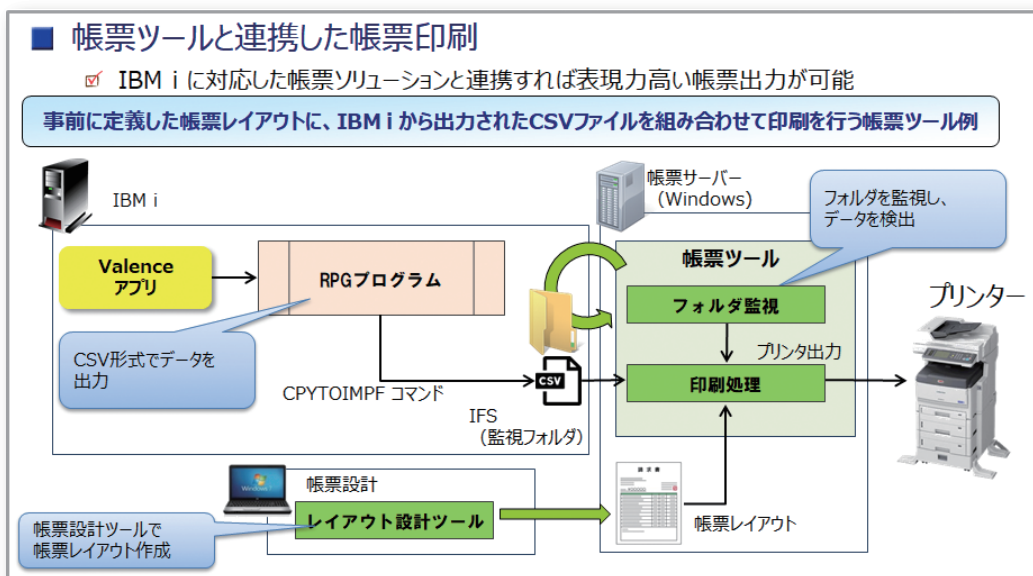 帳票ツールと連携した帳票印刷
IBM i に対応した帳票ソリューションと連携すれば表現力高い帳票出力が可能
事前に定義した帳票レイアウトに、IBM i から出力されたCSVファイルを組み合わせて印刷を行う帳票ツール例
IBM i
帳票サーバー
(Windows)
フォルダを監視し、
データを検出
Valence
アプリ
RPGプログラム
帳票ツール
フォルダ監視
プリンター
CSV形式でデータを
出力
プリンタ出力
CPYTOIMPF コマンド
CSV
印刷処理
IFS
(監視フォルダ)
帳票設計
請求書
レイアウト設計ツール
帳票レイアウト
帳票設計ツールで
帳票レイアウト作成